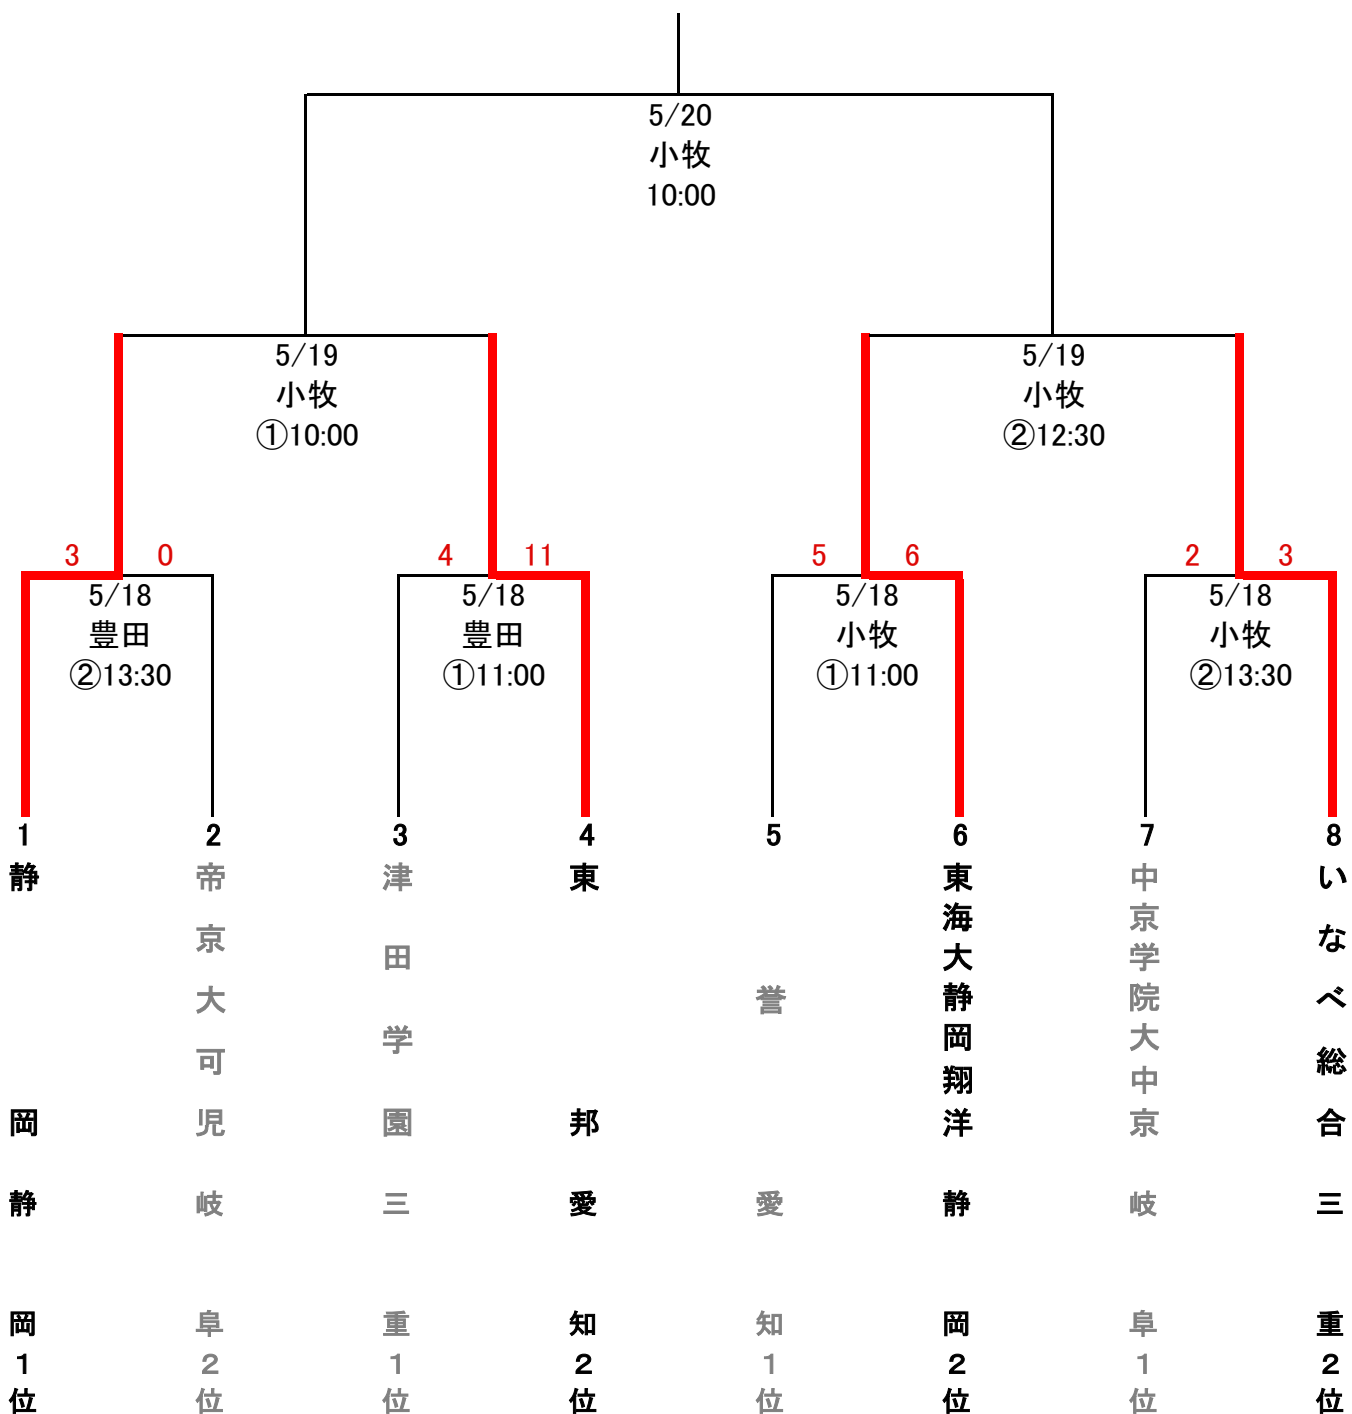 5/20
小牧
10:00
5/19
小牧
①10:00
5/19
小牧
②12:30
3 0
4 11
5 6
2 3
5/18
豊田
②13:30
5/18
豊田
①11:00
5/18
小牧
①11:00
5/18
小牧
②13:30
1
静岡
静岡1位
2
帝京大可児
岐阜2位
3
津田学園
三重1位
4
東邦
愛知2位
5
誉
愛知1位
6
東海大静岡翔洋
静岡2位
7
中京学院大中京
岐阜1位
8
いなべ総合
三重2位